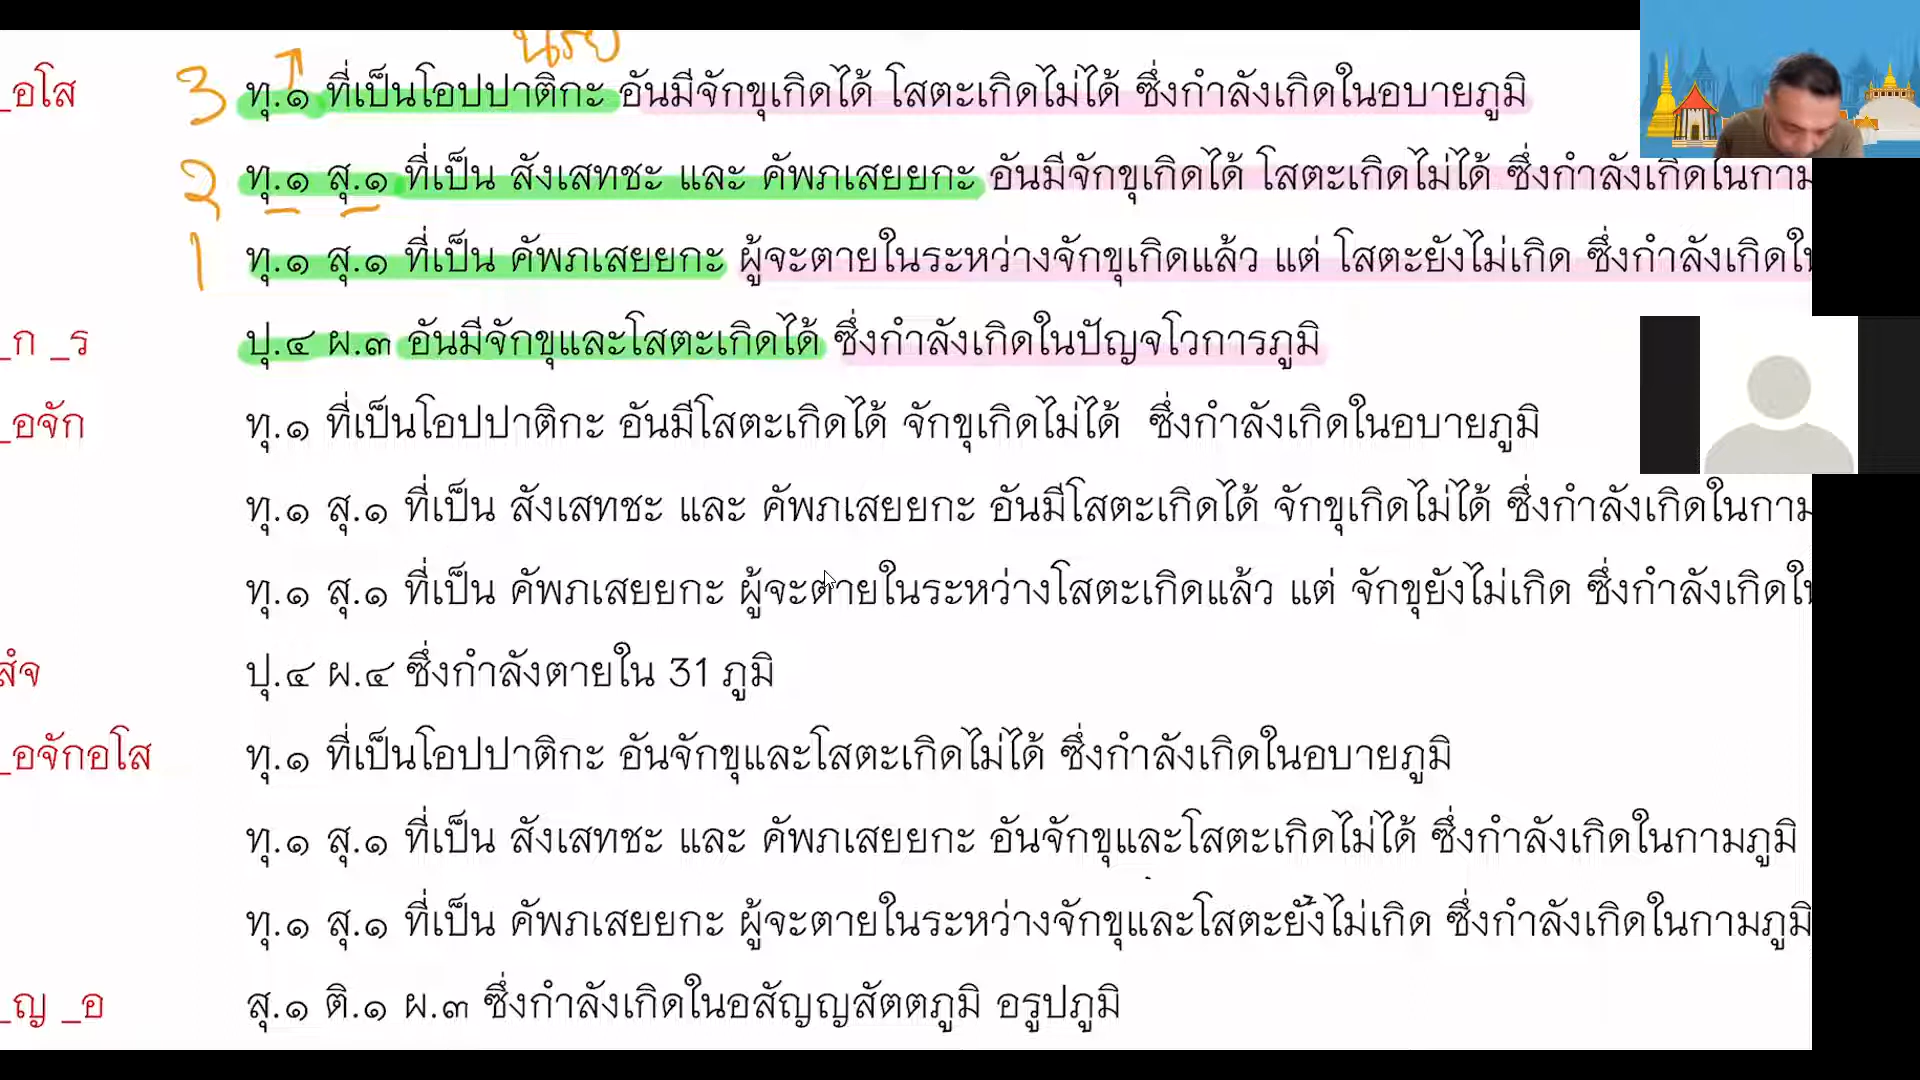 นิรย
_อโส 3 ทุ.๑ ที่เป็นโอปปาติกะ อันมีจักขุเกิดได้ โสตะเกิดไม่ได้ ซึ่งกำลังเกิดในอบายภูมิ
2 ทุ.๑ สุ.๑ ที่เป็น สังเสทชะ และ คัพภเสยยกะ อันมีจักขุเกิดได้ โสตะเกิดไม่ได้ ซึ่งกำลังเกิดในกาม
1 ทุ.๑ สุ.๑ ที่เป็น คัพภเสยยกะ ผู้จะตายในระหว่างจักขุเกิดแล้ว แต่ โสตะยังไม่เกิด ซึ่งกำลังเกิดใน
_ก _ร ปุ.๔ ผ.๓ อันมีจักขุและโสตะเกิดได้ ซึ่งกำลังเกิดในปัญจโวการภูมิ
_อจัก ทุ.๑ ที่เป็นโอปปาติกะ อันมีโสตะเกิดได้ จักขุเกิดไม่ได้ ซึ่งกำลังเกิดในอบายภูมิ
ทุ.๑ สุ.๑ ที่เป็น สังเสทชะ และ คัพภเสยยกะ อันมีโสตะเกิดได้ จักขุเกิดไม่ได้ ซึ่งกำลังเกิดในกาม
ทุ.๑ สุ.๑ ที่เป็น คัพภเสยยกะ ผู้จะตายในระหว่างโสตะเกิดแล้ว แต่ จักขุยังไม่เกิด ซึ่งกำลังเกิดใน
สํจ ปุ.๔ ผ.๔ ซึ่งกำลังตายใน 31 ภูมิ
_อจักอโส ทุ.๑ ที่เป็นโอปปาติกะ อันจักขุและโสตะเกิดไม่ได้ ซึ่งกำลังเกิดในอบายภูมิ
ทุ.๑ สุ.๑ ที่เป็น สังเสทชะ และ คัพภเสยยกะ อันจักขุและโสตะเกิดไม่ได้ ซึ่งกำลังเกิดในกามภูมิ
ทุ.๑ สุ.๑ ที่เป็น คัพภเสยยกะ ผู้จะตายในระหว่างจักขุและโสตะยังไม่เกิด ซึ่งกำลังเกิดในกามภูมิ
_ญ _อ สุ.๑ ติ.๑ ผ.๓ ซึ่งกำลังเกิดในอสัญญสัตตภูมิ อรูปภูมิ